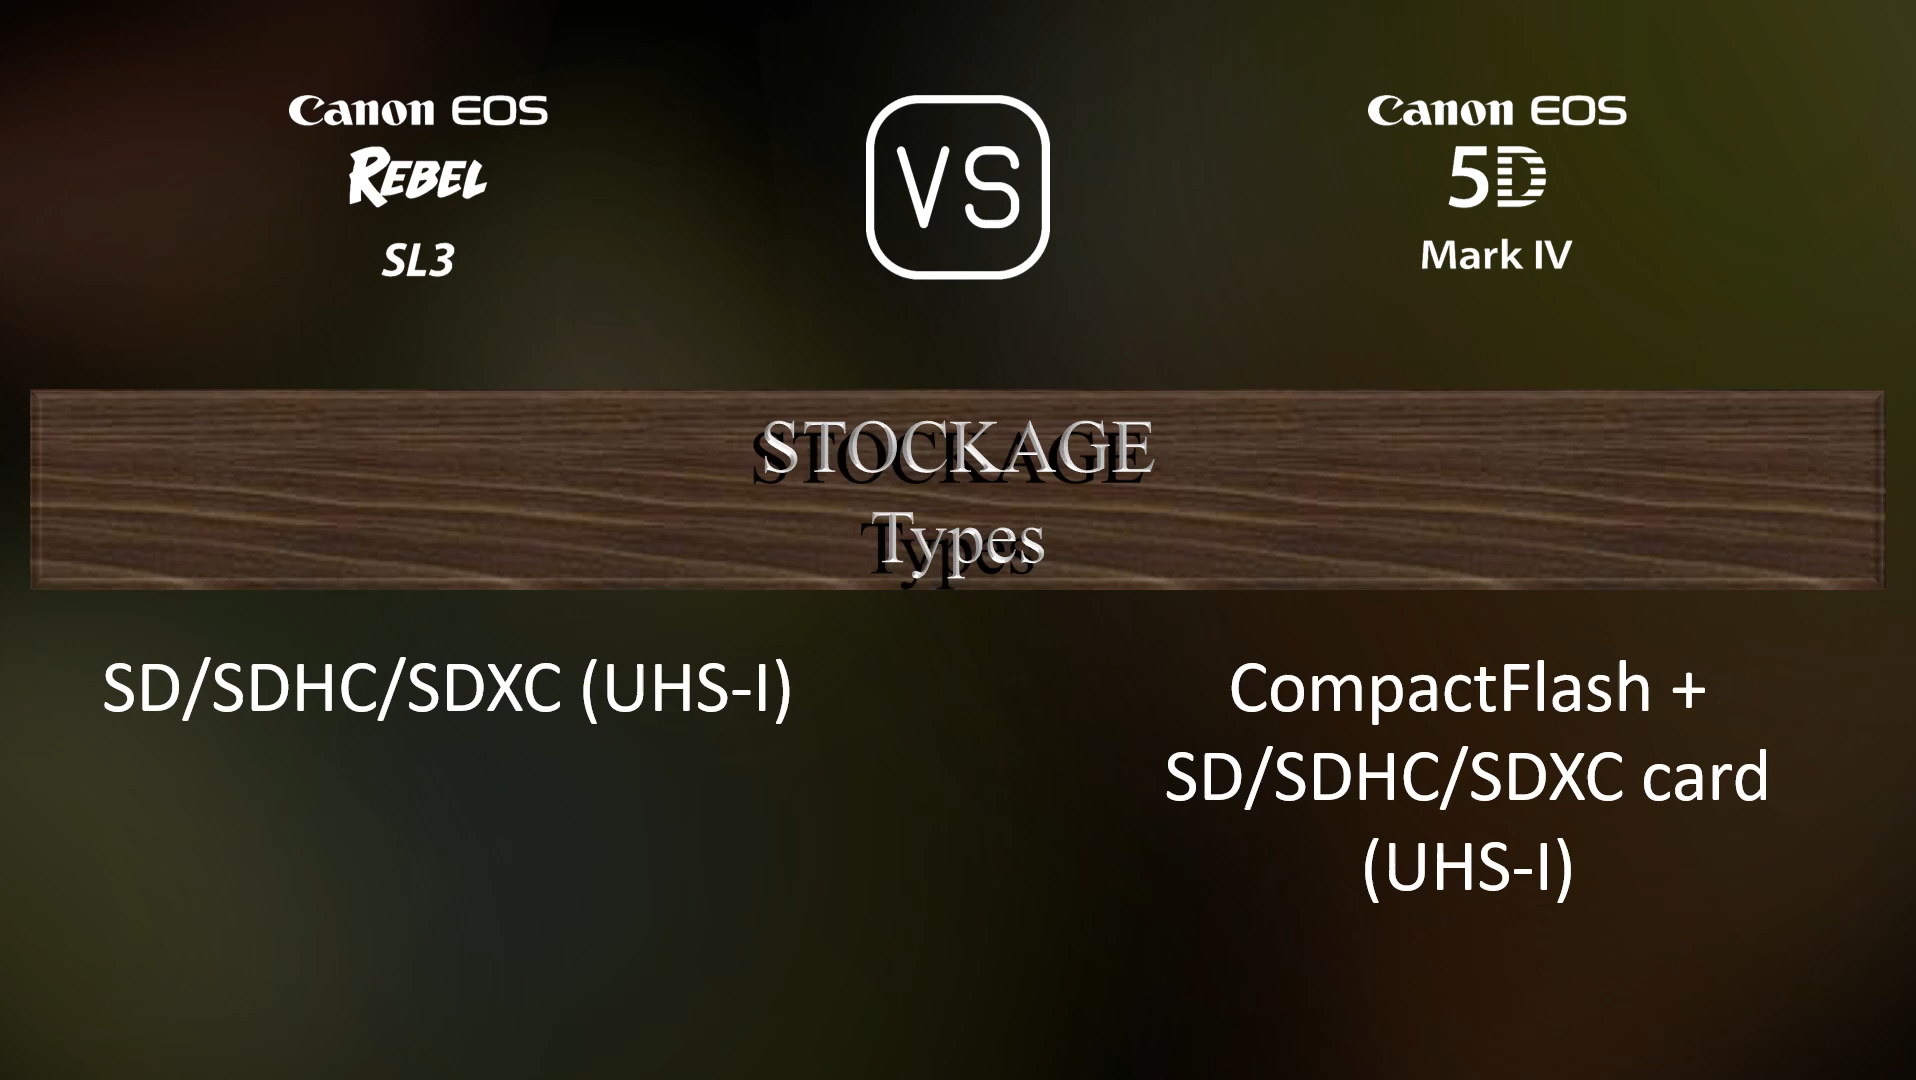 Canon EOS
REBEL
SL3
VS
Canon EOS
5D
Mark IV
STOCKAGE
Types
SD/SDHC/SDXC (UHS-I)
CompactFlash +
SD/SDHC/SDXC card
(UHS-I)